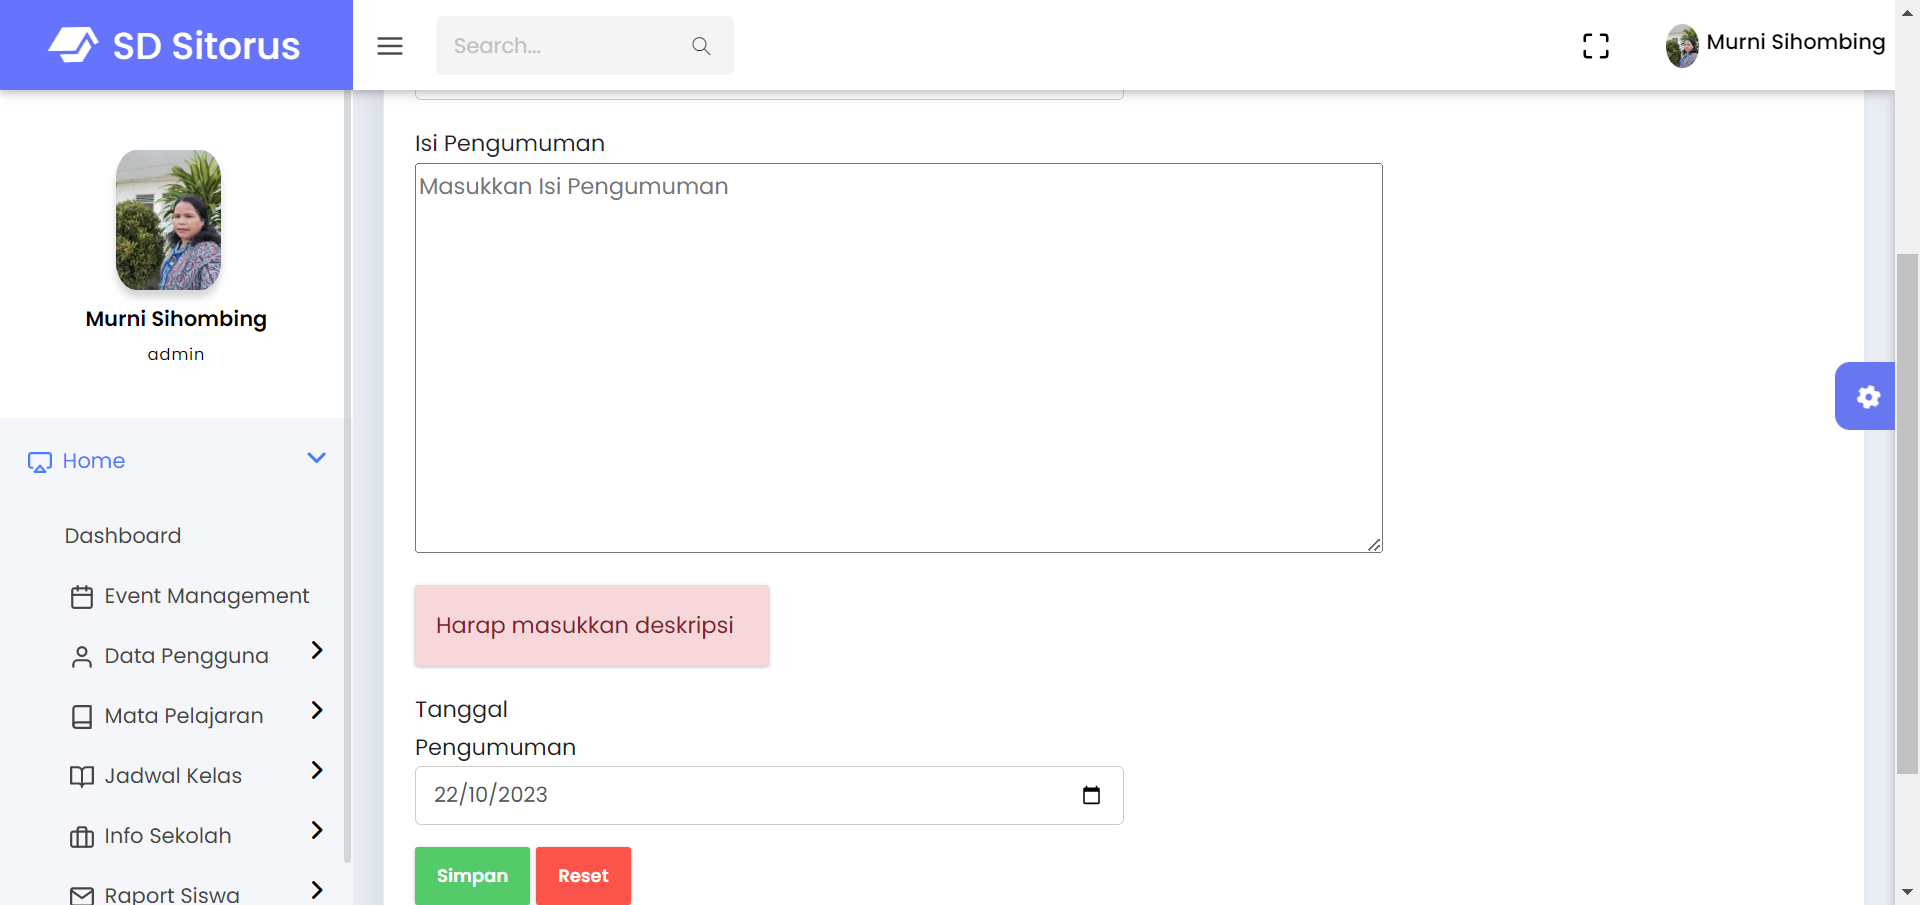 SD Sitorus
Search...
Murni Sihombing
Murni Sihombing
admin
Home
Dashboard
Event Management
Data Pengguna
Mata Pelajaran
Jadwal Kelas
Info Sekolah
Raport Siswa
Isi Pengumuman
Masukkan Isi Pengumuman
Harap masukkan deskripsi
Tanggal
Pengumuman
22/10/2023
Simpan
Reset